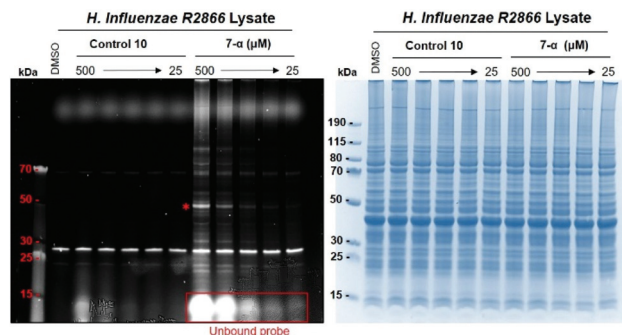 H. Influenzae R2866 Lysate
DMSO
Control 10
7-α (μM)
kDa
500
25
500
25
70
50
*
30
25
15
Unbound probe
H. Influenzae R2866 Lysate
DMSO
Control 10
7-α (μM)
kDa
500
25
500
25
190
115
80
70
50
30
25
15